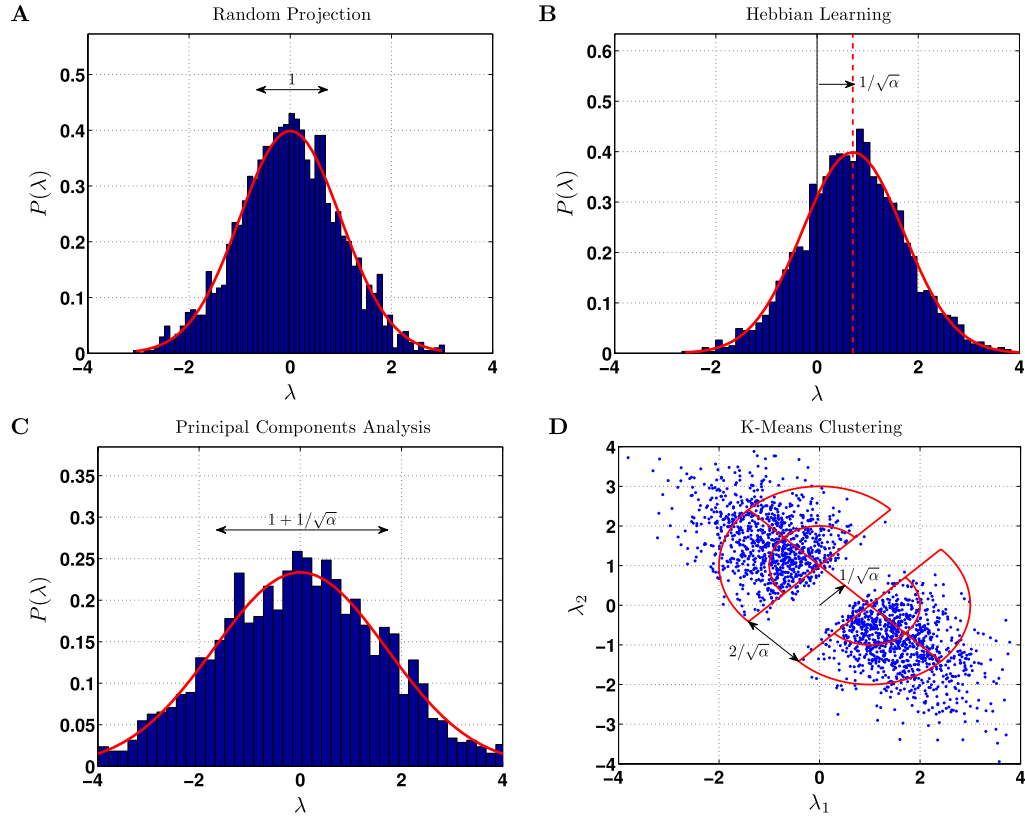 A
Random Projection
0.5
0.4
0.3
0.2
0.1
0
−4
−2
0
2
4
P(λ)
λ
1
B
Hebbian Learning
0.6
0.5
0.4
0.3
0.2
0.1
0
−4
−2
0
2
4
P(λ)
λ
1/√α
C
Principal Components Analysis
0.35
0.3
0.25
0.2
0.15
0.1
0.05
0
−4
−2
0
2
4
P(λ)
λ
1 + 1/√α
D
K-Means Clustering
4
3
2
1
0
−1
−2
−3
−4
−4
−2
0
2
4
λ₂
λ₁
1/√α
2/√α